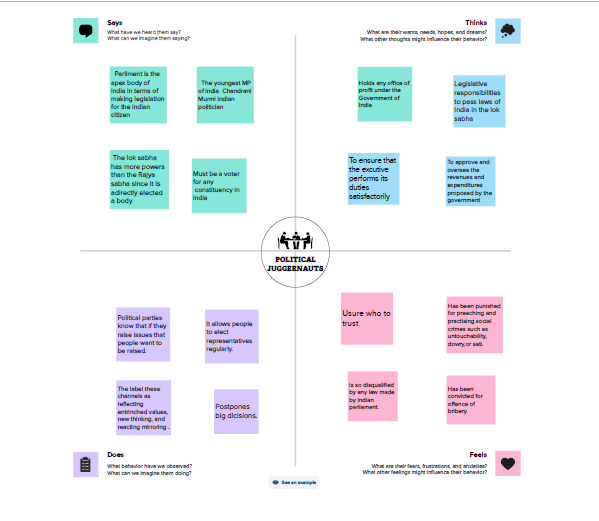 Says
What have we heard them say?
What can we imagine them saying?
Thinks
What are their wants, needs, hopes, and dreams?
What other thoughts might influence their behavior?
Parliment is the
apex body of
India in terms of
making legislation
for the indian
citizen
The youngest MP
of india Chandrani
Murmi Indian
politician
The lok sabha
has more powers
than the Rajya
sabha since it is
adirectly elected
a body
Must be a voter
for any
constituency in
India
Holds any office of
profit under the
Government of
India
Legislative
responsibilities
to pass laws of
India in the lok
sabha
To ensure that
the excutive
performs its
duties
satisfactorily
To approve and
oversee the
revenues and
expenditures
proposed by the
government
POLITICAL
JUGGERNAUTS
Political parties
know that if they
raise issues that
people want to
be raised.
It allows people
to elect
representatives
regularly.
The label these
channels as
reflecting
entrinched values,
new thinking, and
reacting mirroring .
Postpones
big dicisions.
Usure who to
trust
Has been punished
for preaching and
practising social
crimes such as
untouchability,
dowry,or sati.
Is so disqualified
by any law made
by indian
parliament.
Has been
convicted for
offence of
bribery.
Does
What behavior have we observed?
What can we imagine them doing?
Feels
What are their fears, frustrations, and anxieties?
What other feelings might influence their behavior?
See an example